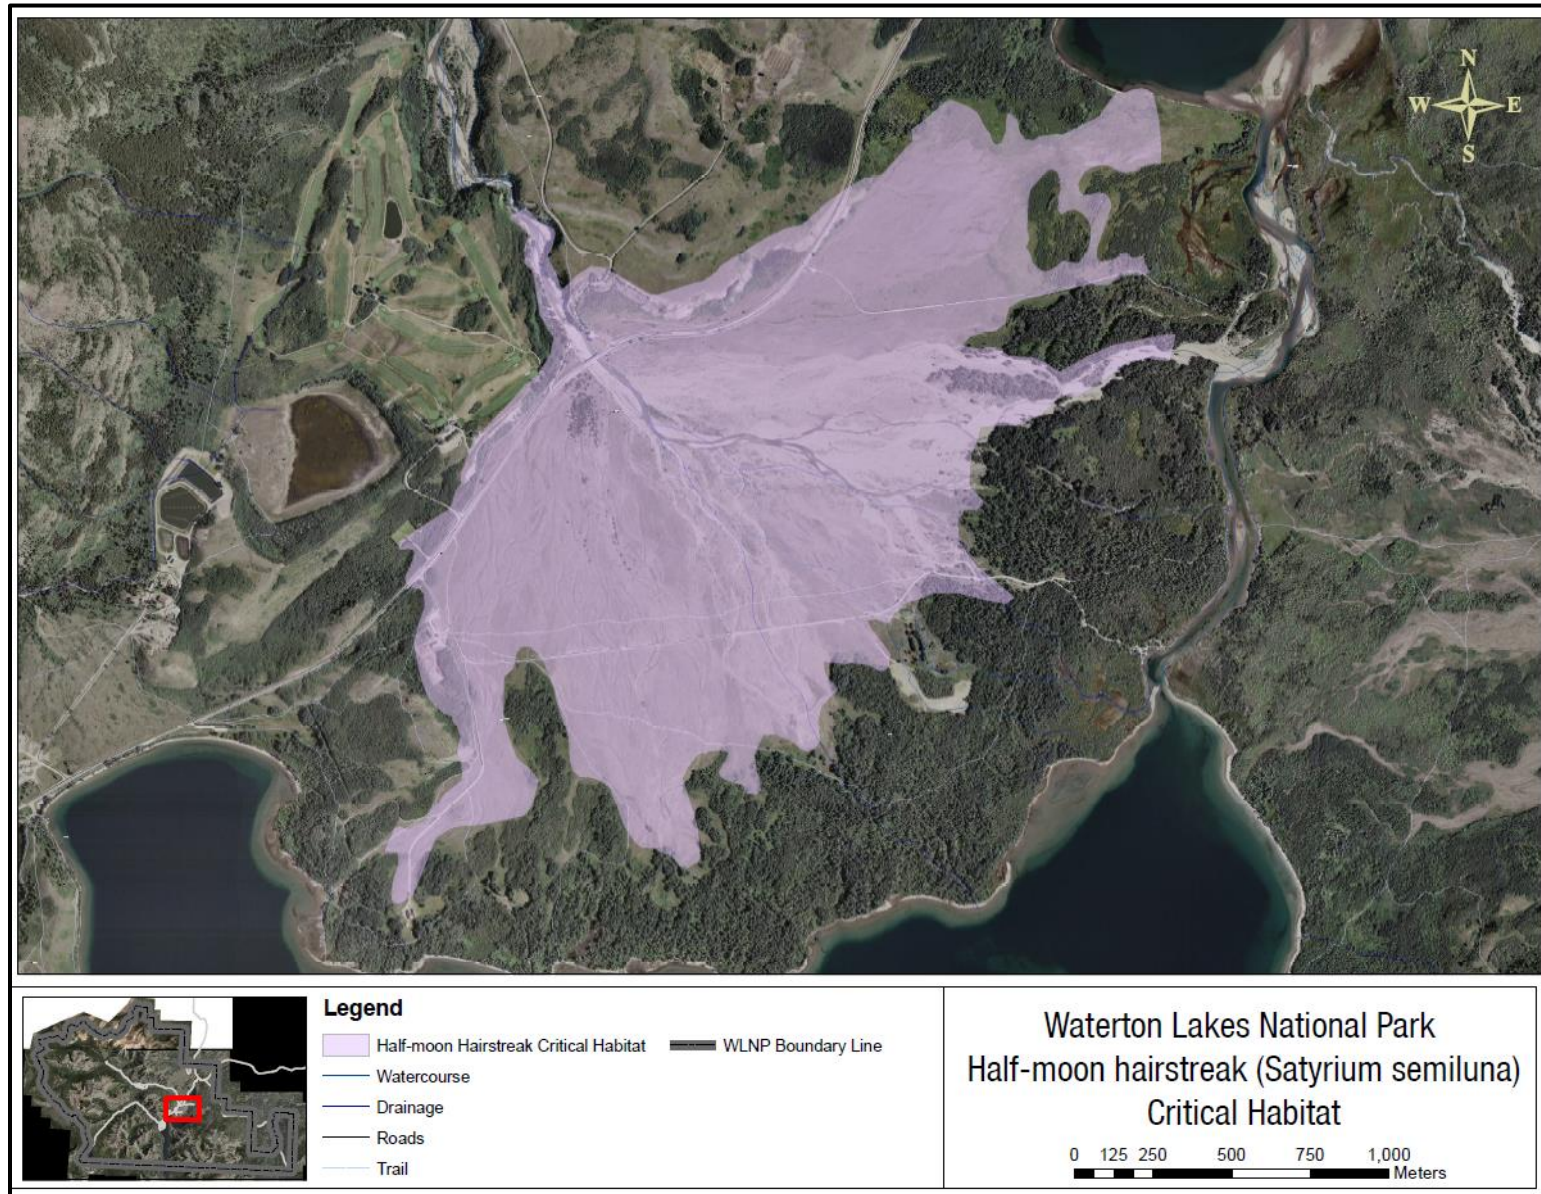 N
W E
S
Legend
Half-moon Hairstreak Critical Habitat
WLNP Boundary Line
Watercourse
Drainage
Roads
Trail
Waterton Lakes National Park
Half-moon hairstreak (Satyrium semiluna)
Critical Habitat
0 125 250 500 750 1,000
Meters